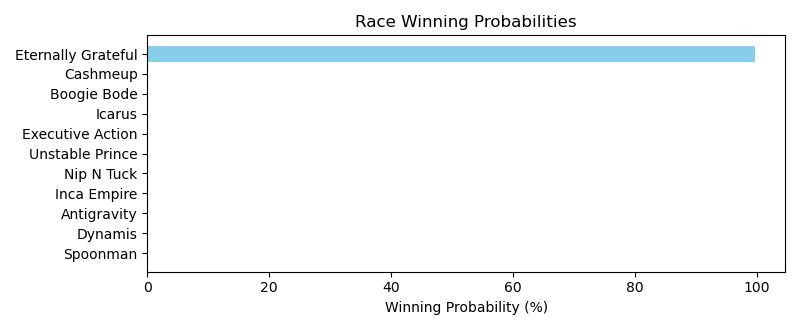 Race Winning Probabilities
Eternally Grateful
Cashmeup
Boogie Bode
Icarus
Executive Action
Unstable Prince
Nip N Tuck
Inca Empire
Antigravity
Dynamis
Spoonman
0 20 40 60 80 100
Winning Probability (%)